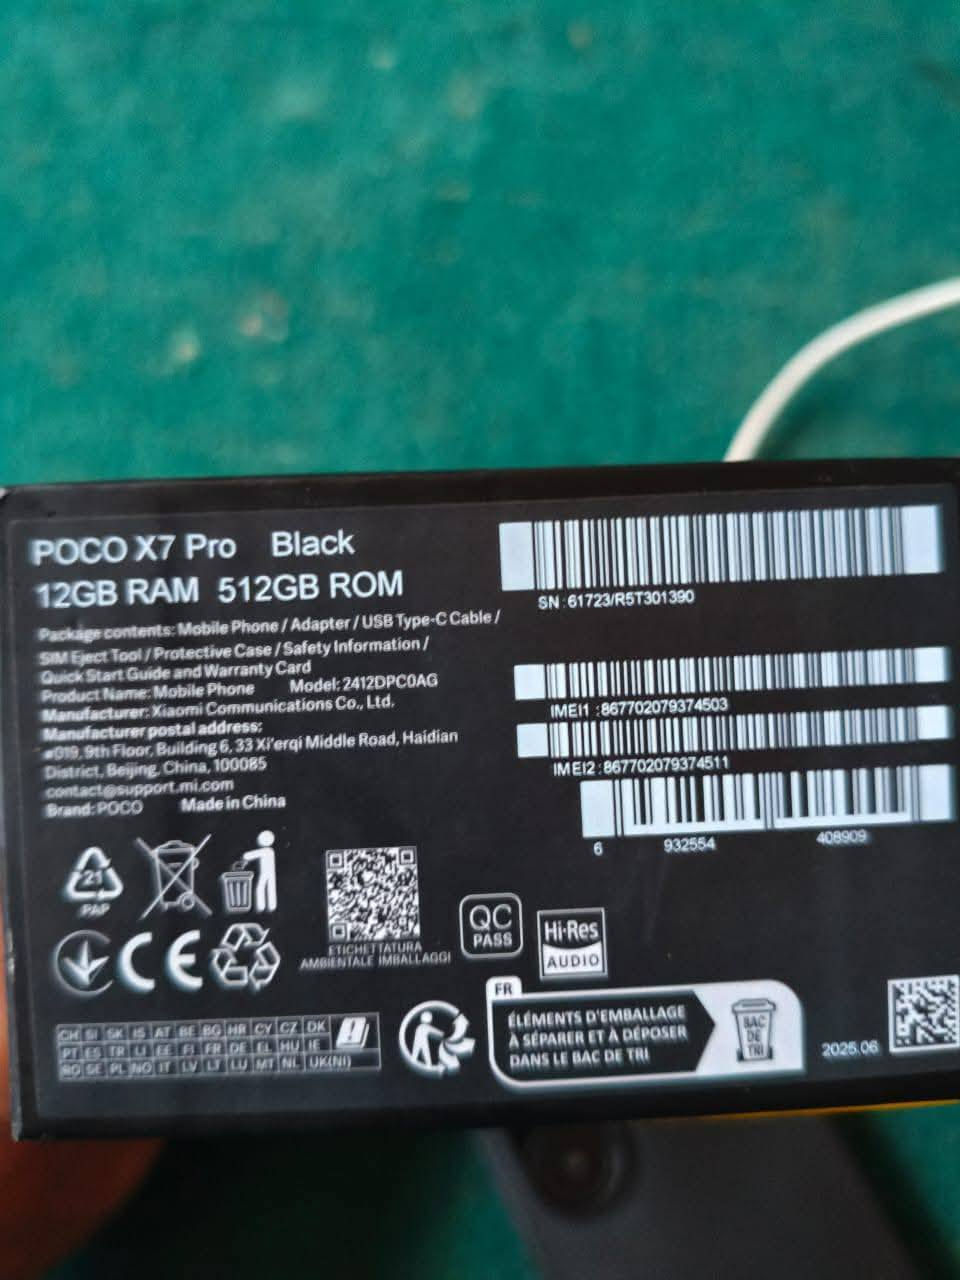 POCO X7 Pro Black
12GB RAM 512GB ROM
Package contents: Mobile Phone / Adapter / USB Type-C Cable /
SIM Eject Tool / Protective Case / Safety Information /
Quick Start Guide and Warranty Card
Product Name: Mobile Phone Model: 2412DPC0AG
Manufacturer: Xiaomi Communications Co., Ltd.
Manufacturer postal address:
#019, 9th Floor, Building 6, 33 Xi'erqi Middle Road, Haidian
District, Beijing, China, 100085
contact@support.mi.com
Brand: POCO Made in China
SN : 61723/R5T301390
IMEI1 : 867702079374503
IMEI2 : 867702079374511
6 932554 408909
21
PAP
ETICHETTATURA
AMBIENTALE IMBALLAGGI
QC
PASS
Hi-Res
AUDIO
CE
CH SI SK IS AT BE BG HR CY CZ DK
PT ES TR LI EE FI FR DE EL HU IE
RO SE PL NO IT LV LT LU MT NL UK(NI)
FR
ÉLÉMENTS D'EMBALLAGE
À SÉPARER ET À DÉPOSER
DANS LE BAC DE TRI
BAC
DE
TRI
2025.06